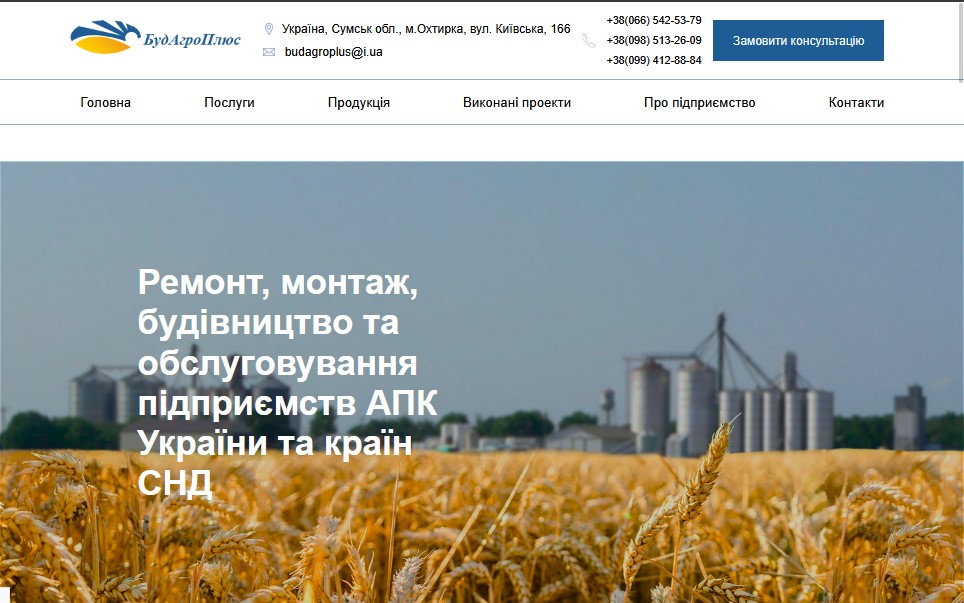 БудАгроПлюс
Україна, Сумськ обл., м.Охтирка, вул. Київська, 166
budagroplus@i.ua
+38(066) 542-53-79
+38(098) 513-26-09
+38(099) 412-88-84
Замовити консультацію
Головна Послуги Продукція Виконані проекти Про підприємство Контакти
Ремонт, монтаж,
будівництво та
обслуговування
підприємств АПК
України та країн
СНД